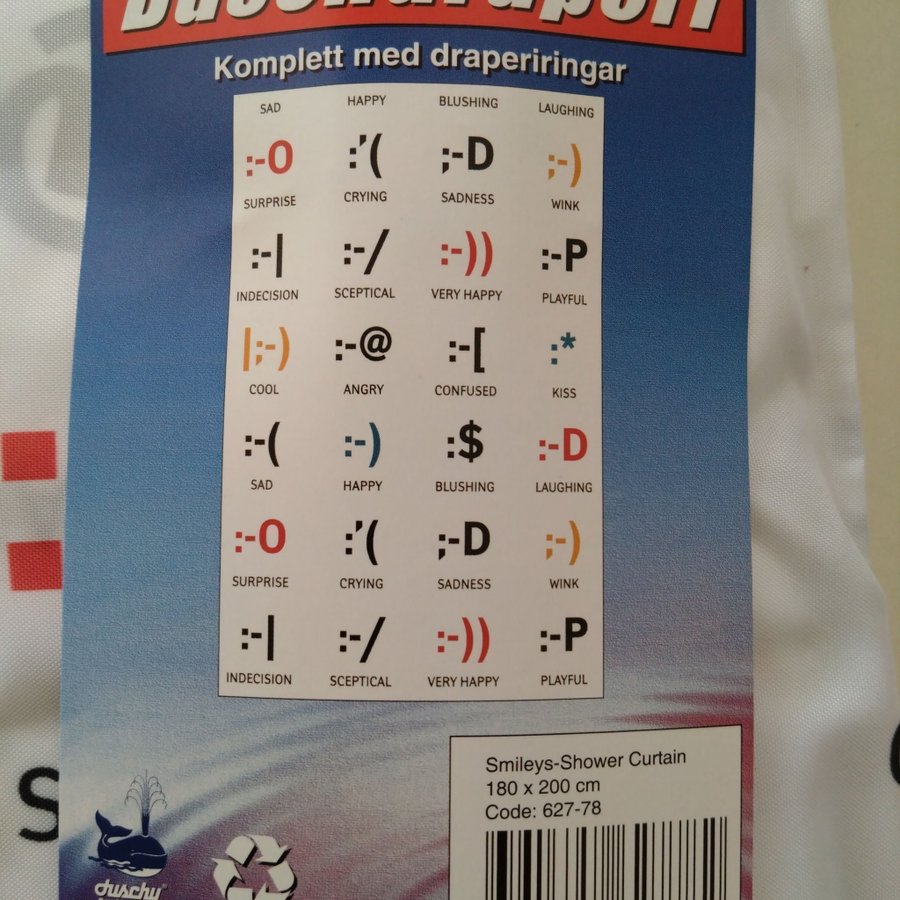 Komplett med draperiringar
SAD HAPPY BLUSHING LAUGHING
:-O :'( ;-D ;-)
SURPRISE CRYING SADNESS WINK
:-| :-/ :-)) :-P
INDECISION SCEPTICAL VERY HAPPY PLAYFUL
|;-) :-@ :-[ :*
COOL ANGRY CONFUSED KISS
:-( :-) :$ :-D
SAD HAPPY BLUSHING LAUGHING
:-O :'( ;-D ;-)
SURPRISE CRYING SADNESS WINK
:-| :-/ :-)) :-P
INDECISION SCEPTICAL VERY HAPPY PLAYFUL
Smileys-Shower Curtain
180 x 200 cm
Code: 627-78
duschy
S